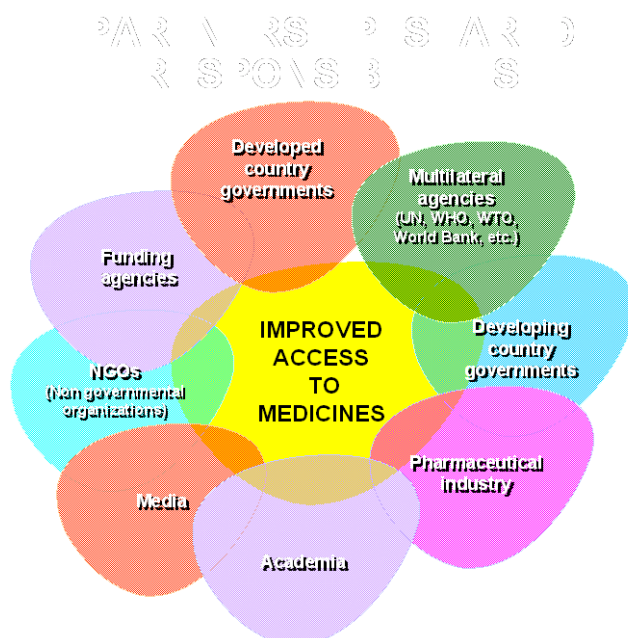 Developed
country
governments
Multilateral
agencies
(UN, WHO, WTO,
World Bank, etc.)
Funding
agencies
IMPROVED
ACCESS
TO
MEDICINES
Developing
country
governments
NGOs
(Non governmental
organizations)
Pharmaceutical
industry
Media
Academia